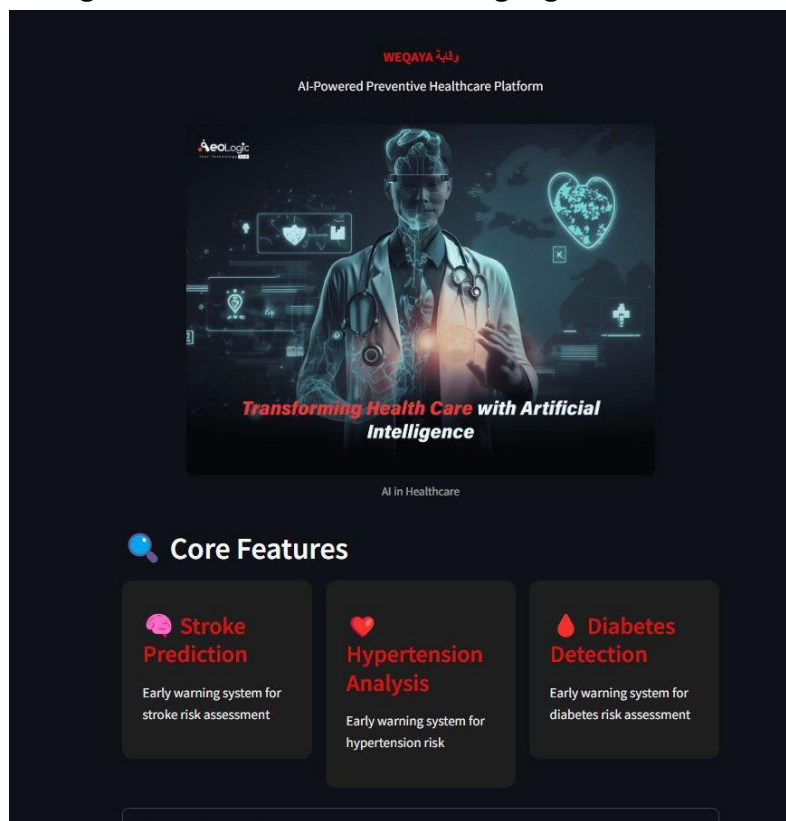 WEQAYA وقاية
AI-Powered Preventive Healthcare Platform
AeoLogic
Transforming Health Care with Artificial
Intelligence
AI in Healthcare
Core Features
Stroke
Prediction
Early warning system for
stroke risk assessment
Hypertension
Analysis
Early warning system for
hypertension risk
Diabetes
Detection
Early warning system for
diabetes risk assessment